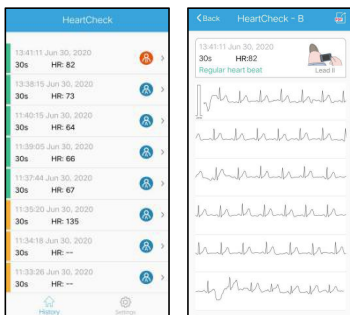 HeartCheck
13:41:11 Jun 30, 2020
30s HR: 82
13:38:15 Jun 30, 2020
30s HR: 73
11:40:15 Jun 30, 2020
30s HR: 64
11:39:05 Jun 30, 2020
30s HR: 66
11:37:44 Jun 30, 2020
30s HR: 67
11:35:20 Jun 30, 2020
30s HR: 135
11:34:18 Jun 30, 2020
30s HR: --
11:33:26 Jun 30, 2020
30s HR: --
History Settings
<Back HeartCheck - B
13:41:11 Jun 30, 2020
30s HR:82
Regular heart beat Lead II